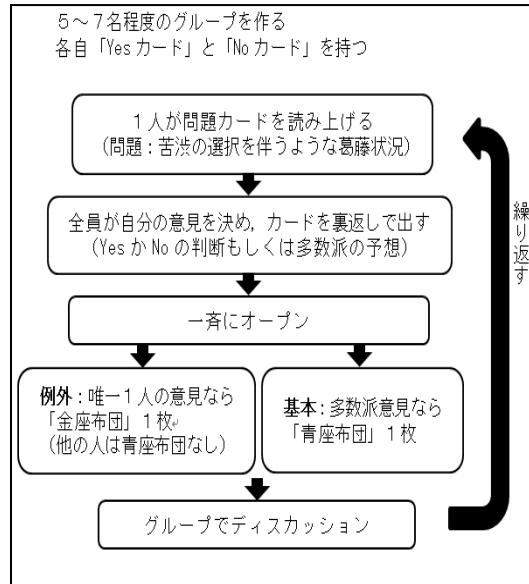 ５～７名程度のグループを作る
各自「Yes カード」と「No カード」を持つ
１人が問題カードを読み上げる
(問題：苦渋の選択を伴うような葛藤状況)
全員が自分の意見を決め，カードを裏返しで出す
(Yes か No の判断もしくは多数派の予想)
一斉にオープン
例外：唯一１人の意見なら
「金座布団」１枚
(他の人は青座布団なし)
基本：多数派意見なら
「青座布団」１枚
グループでディスカッション
繰り返す